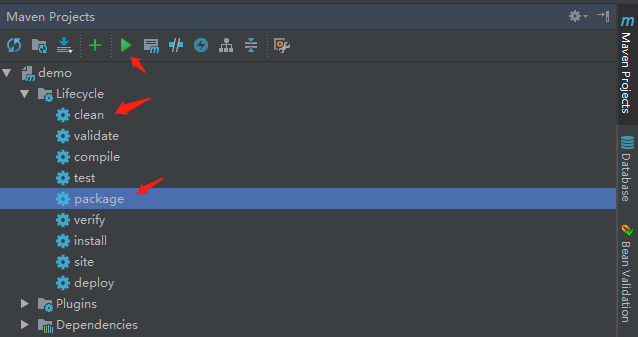 Maven Projects
demo
Lifecycle
clean
validate
compile
test
package
verify
install
site
deploy
Plugins
Dependencies
Maven Projects
Database
Bean Validation